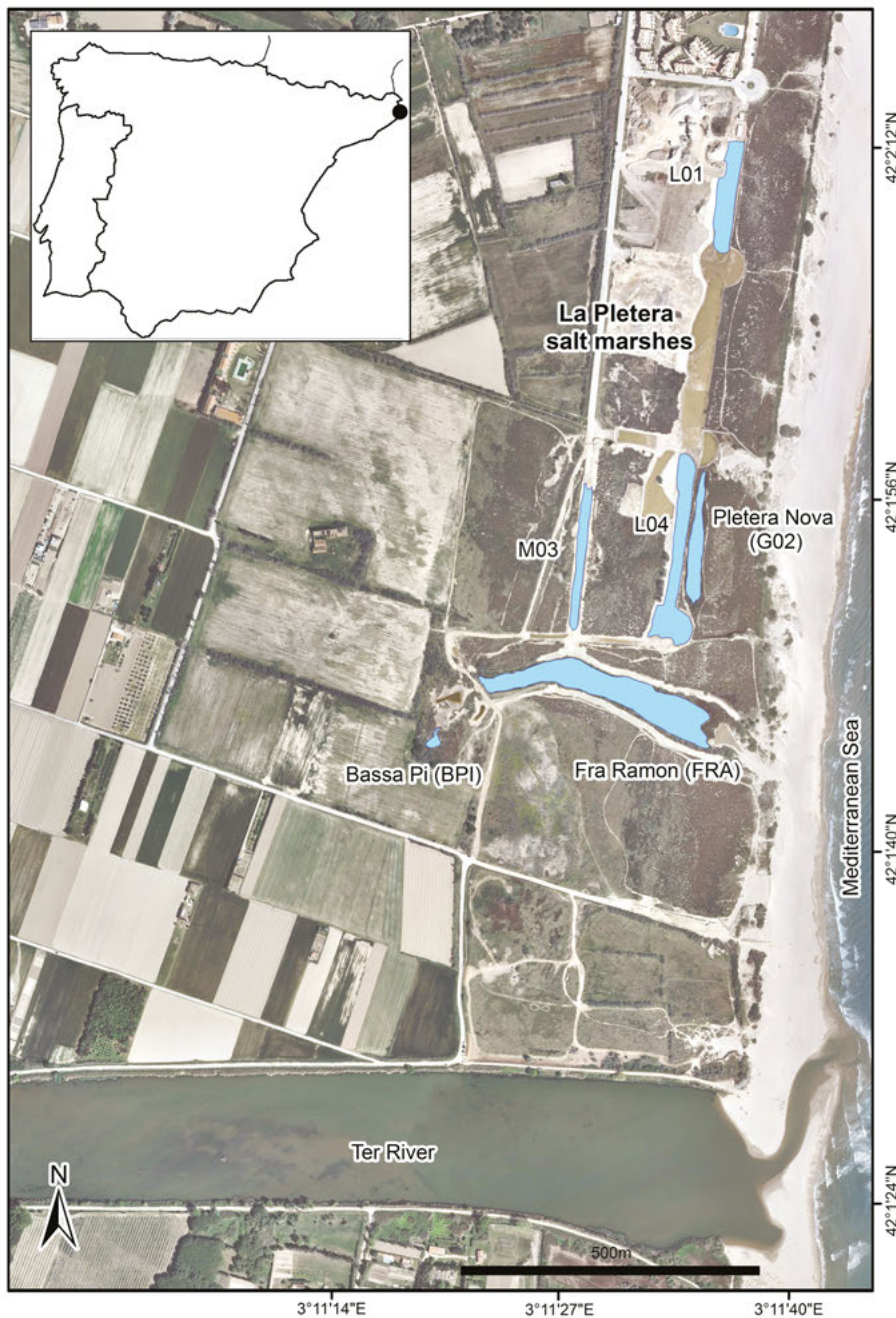 L01
La Pletera
salt marshes
M03
L04
Pletera Nova
(G02)
Bassa Pi (BPI)
Fra Ramon (FRA)
Mediterranean Sea
Ter River
N
500m
42°2'12"N
42°1'56"N
42°1'40"N
42°1'24"N
3°11'14"E
3°11'27"E
3°11'40"E